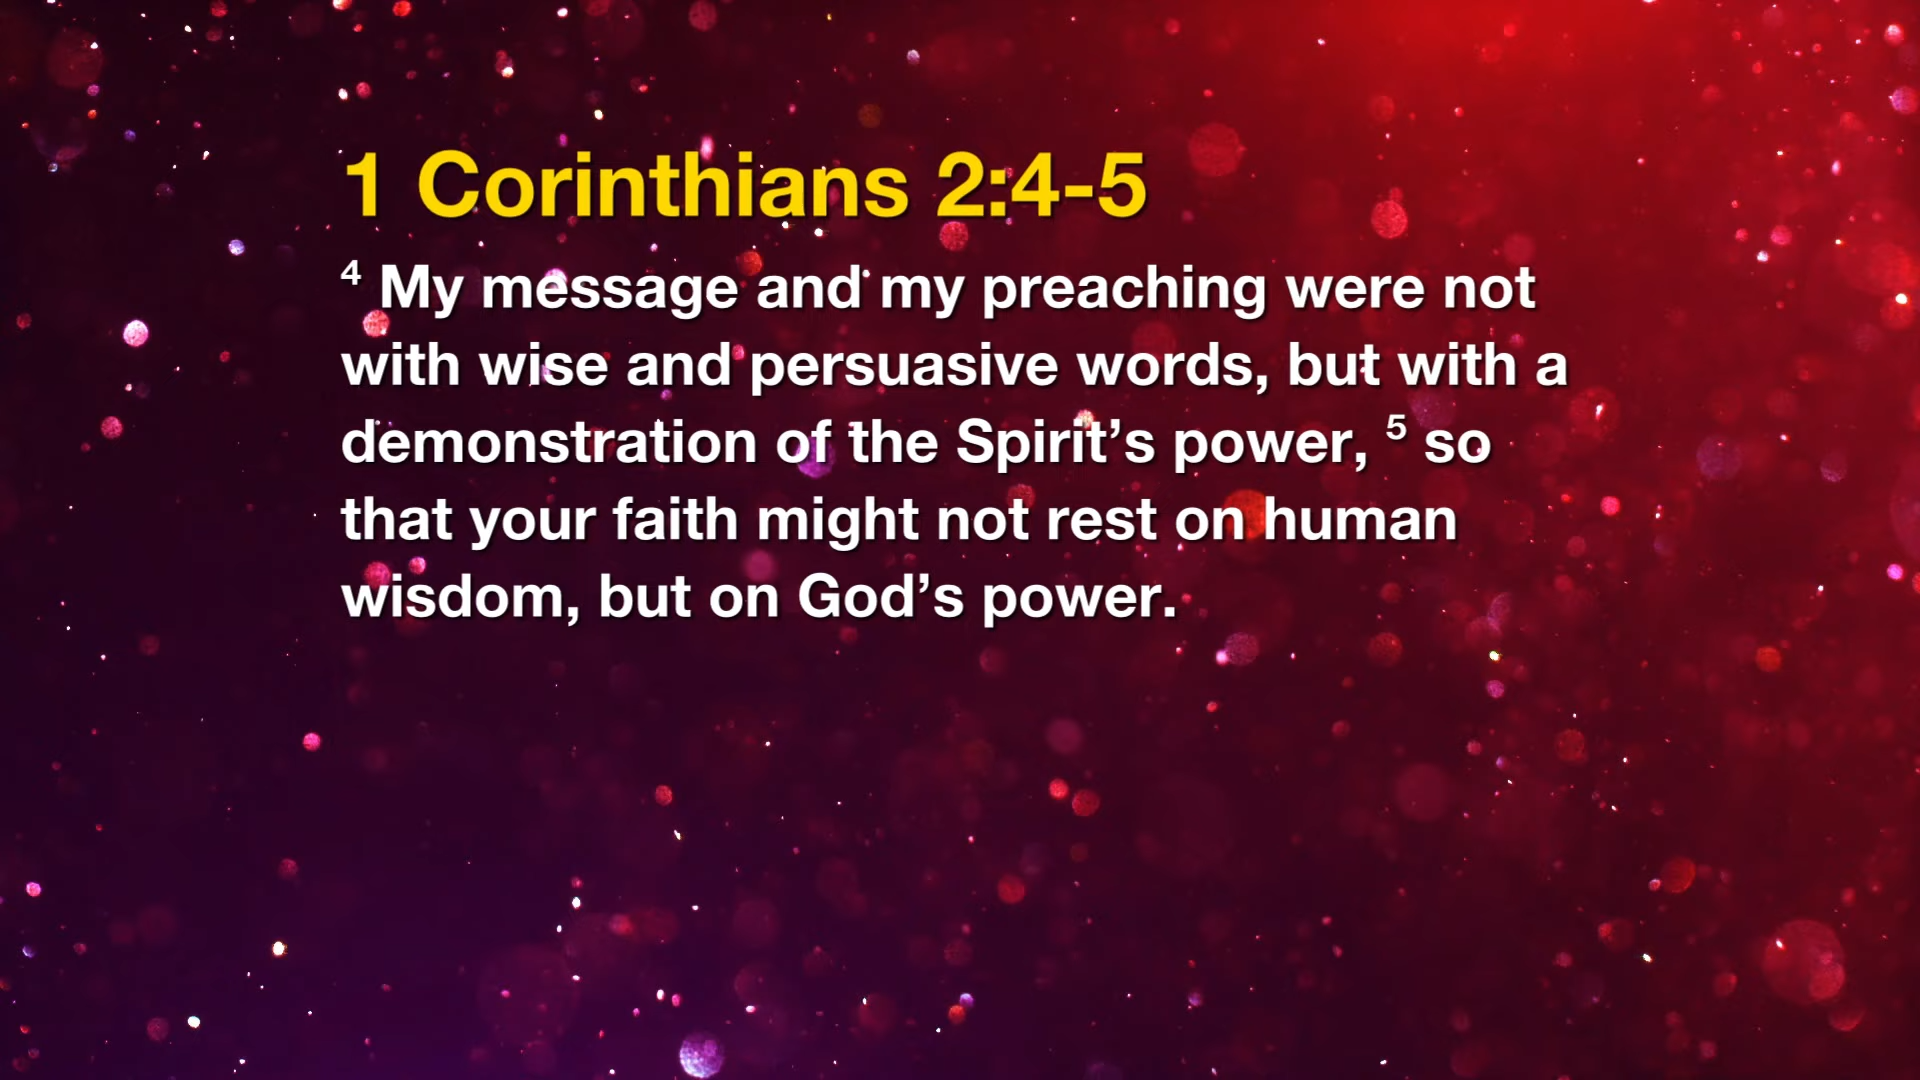 1 Corinthians 2:4-5
⁴ My message and my preaching were not
with wise and persuasive words, but with a
demonstration of the Spirit’s power, ⁵ so
that your faith might not rest on human
wisdom, but on God’s power.